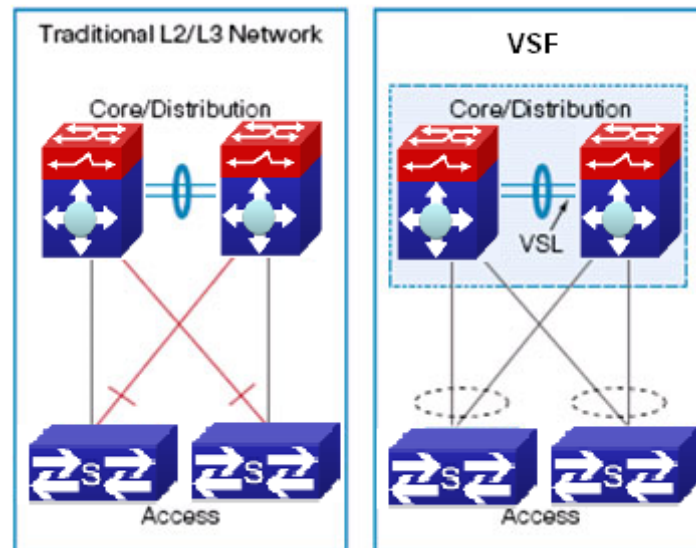 Traditional L2/L3 Network
Core/Distribution
S
S
Access
VSF
Core/Distribution
VSL
S
S
Access